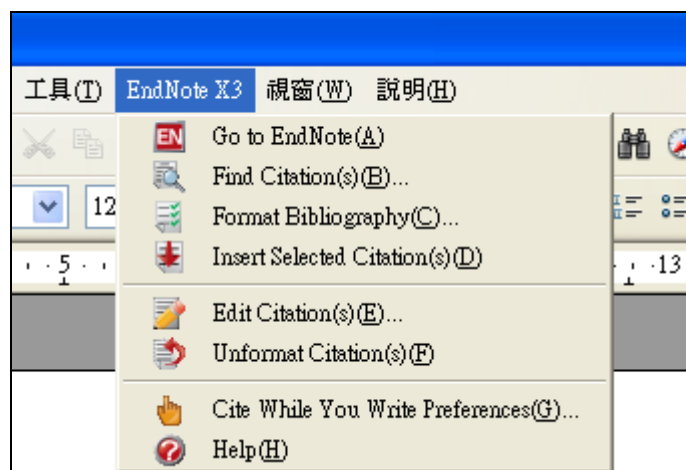 工具(T) EndNote X3 視窗(W) 說明(H)
EN Go to EndNote(A)
Find Citation(s)(B)...
12
Format Bibliography(C)...
5 Insert Selected Citation(s)(D) 13
Edit Citation(s)(E)...
Unformat Citation(s)(F)
Cite While You Write Preferences(G)...
Help(H)